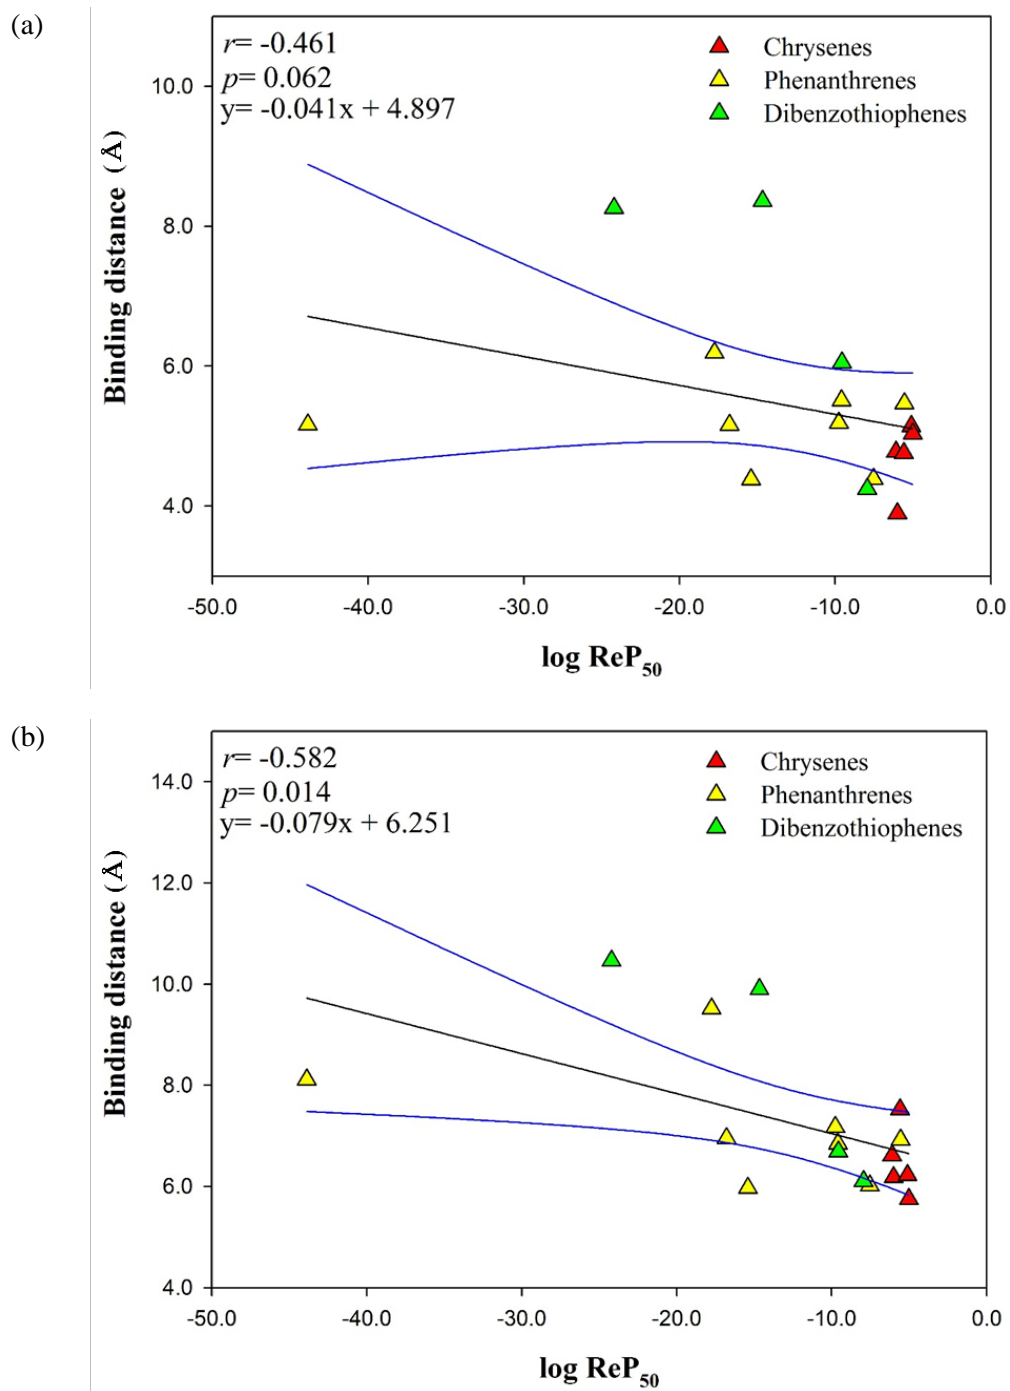 (a)
r= -0.461
p= 0.062
y= -0.041x + 4.897
Chrysenes
Phenanthrenes
Dibenzothiophenes
10.0
8.0
6.0
4.0
Binding distance (Å)
-50.0 -40.0 -30.0 -20.0 -10.0 0.0
log ReP50
(b)
r= -0.582
p= 0.014
y= -0.079x + 6.251
Chrysenes
Phenanthrenes
Dibenzothiophenes
14.0
12.0
10.0
8.0
6.0
4.0
Binding distance (Å)
-50.0 -40.0 -30.0 -20.0 -10.0 0.0
log ReP50